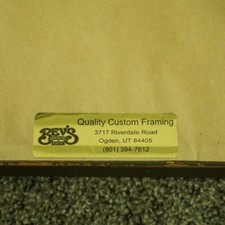 BEV'S
Quality Custom Framing
3717 Riverdale Road
Ogden, UT 84405
(801) 394-7612